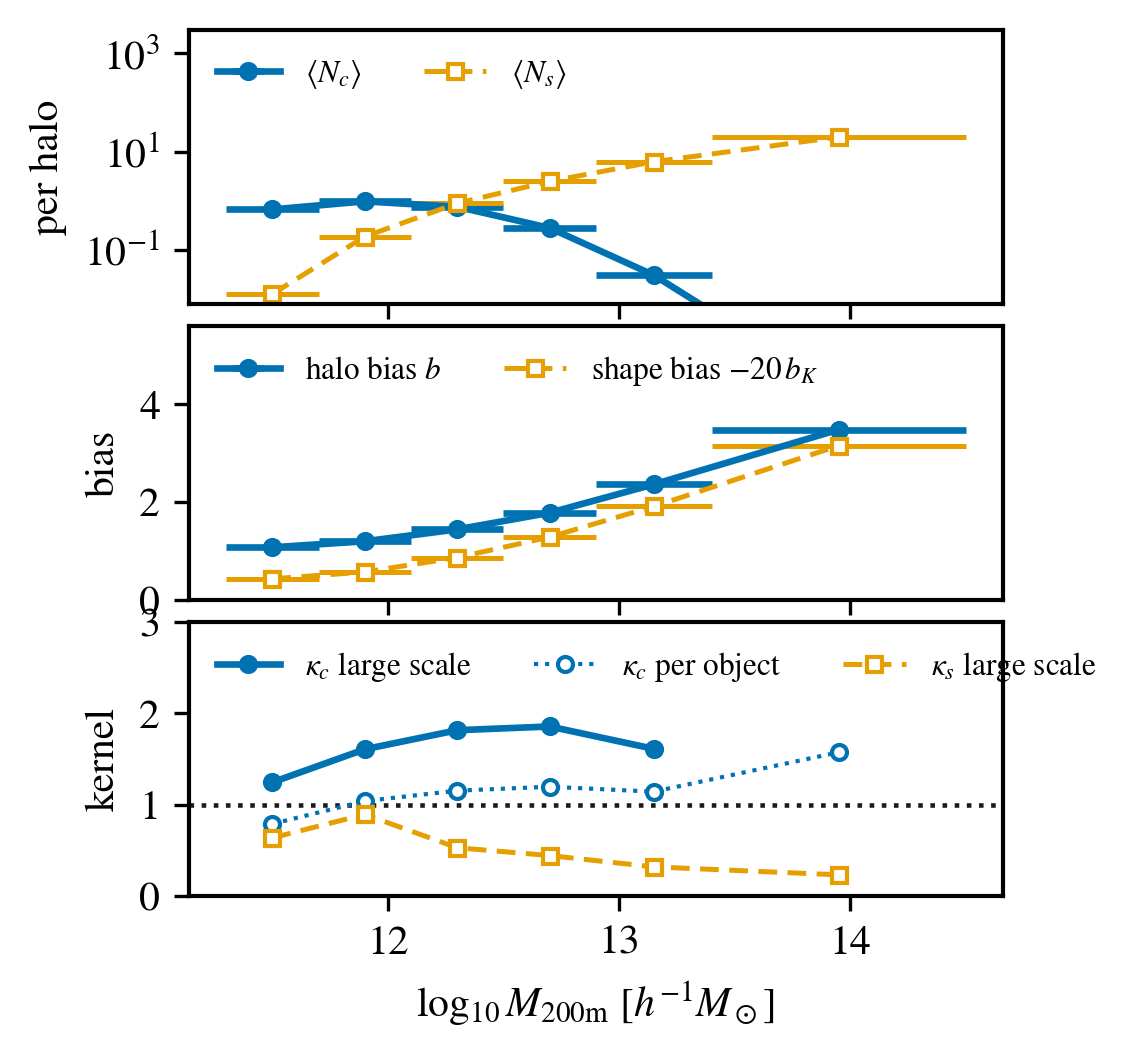 10³
10¹
10⁻¹
per halo
⟨N_c⟩ ⟨N_s⟩
4
2
0
bias
halo bias b shape bias −20 b_K
3
2
1
0
kernel
κ_c large scale κ_c per object κ_s large scale
12 13 14
log₁₀ M₂₀₀ₘ [h⁻¹M_⊙]